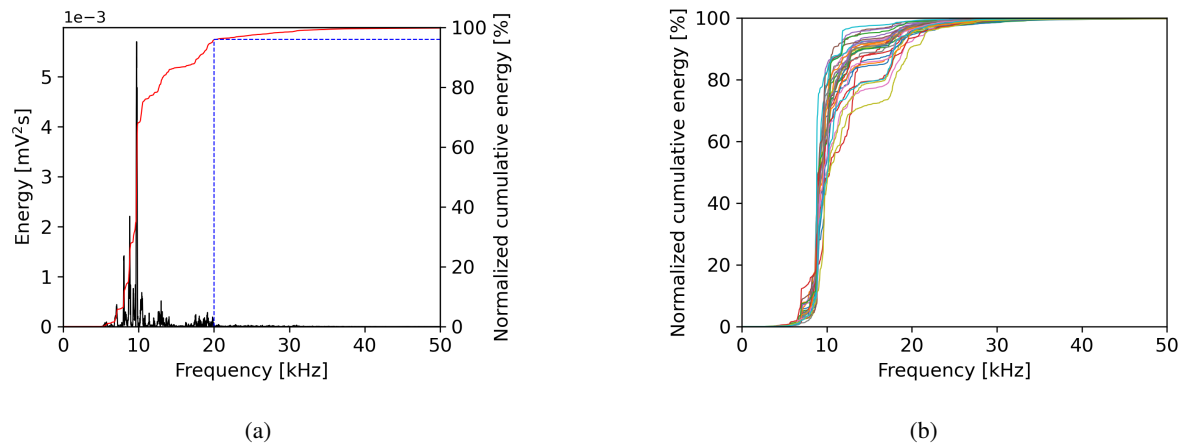 1e−3
Energy [mV²s]
5
4
3
2
1
0
Normalized cumulative energy [%]
100
80
60
40
20
0
0 10 20 30 40 50
Frequency [kHz]
(a)
Normalized cumulative energy [%]
100
80
60
40
20
0
0 10 20 30 40 50
Frequency [kHz]
(b)